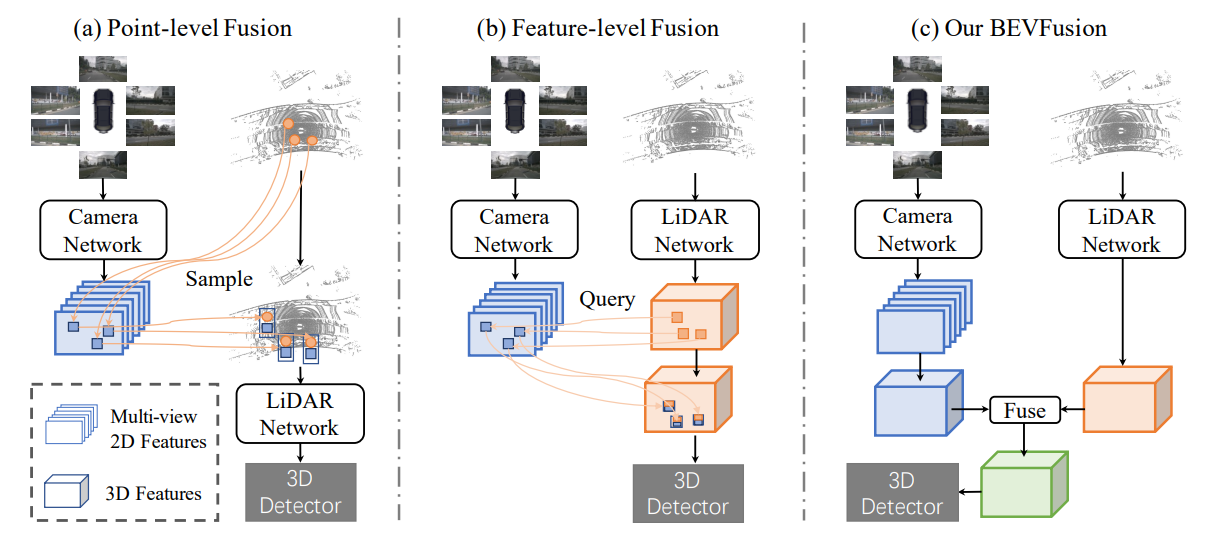 (a) Point-level Fusion
Camera
Network
Sample
LiDAR
Network
3D
Detector
Multi-view
2D Features
3D Features
(b) Feature-level Fusion
Camera
Network
LiDAR
Network
Query
3D
Detector
(c) Our BEVFusion
Camera
Network
LiDAR
Network
Fuse
3D
Detector